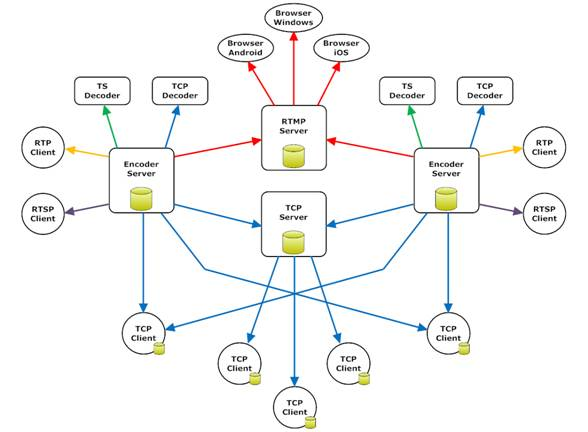 Browser
Windows
Browser
Android
Browser
iOS
TS
Decoder
TCP
Decoder
TS
Decoder
TCP
Decoder
RTMP
Server
RTP
Client
Encoder
Server
Encoder
Server
RTP
Client
RTSP
Client
TCP
Server
RTSP
Client
TCP
Client
TCP
Client
TCP
Client
TCP
Client
TCP
Client